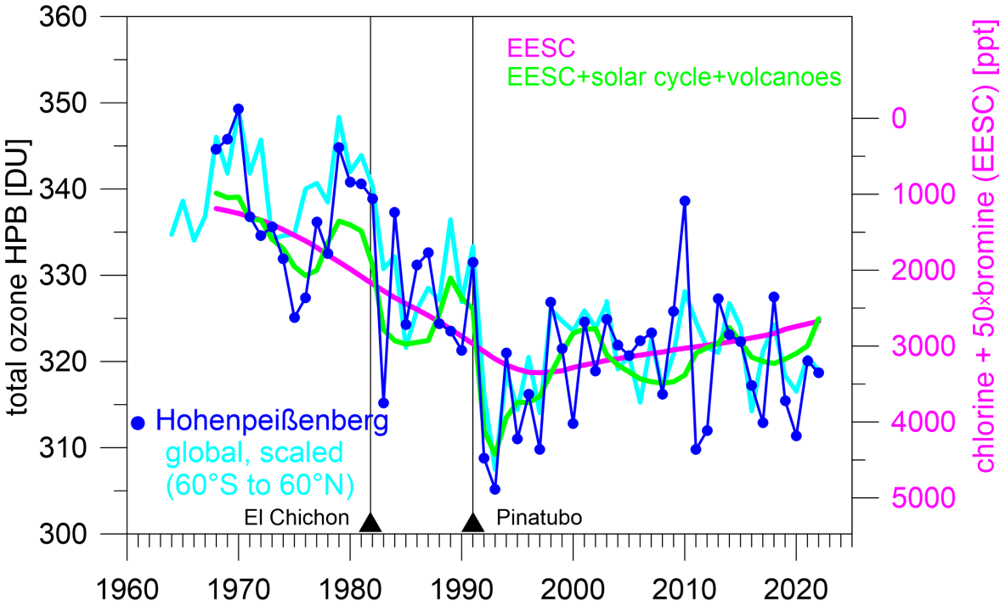 360
350
340
330
320
310
300
total ozone HPB [DU]
EESC
EESC+solar cycle+volcanoes
Hohenpeißenberg
global, scaled
(60°S to 60°N)
El Chichon
Pinatubo
0
1000
2000
3000
4000
5000
chlorine + 50xbromine (EESC) [ppt]
1960 1970 1980 1990 2000 2010 2020